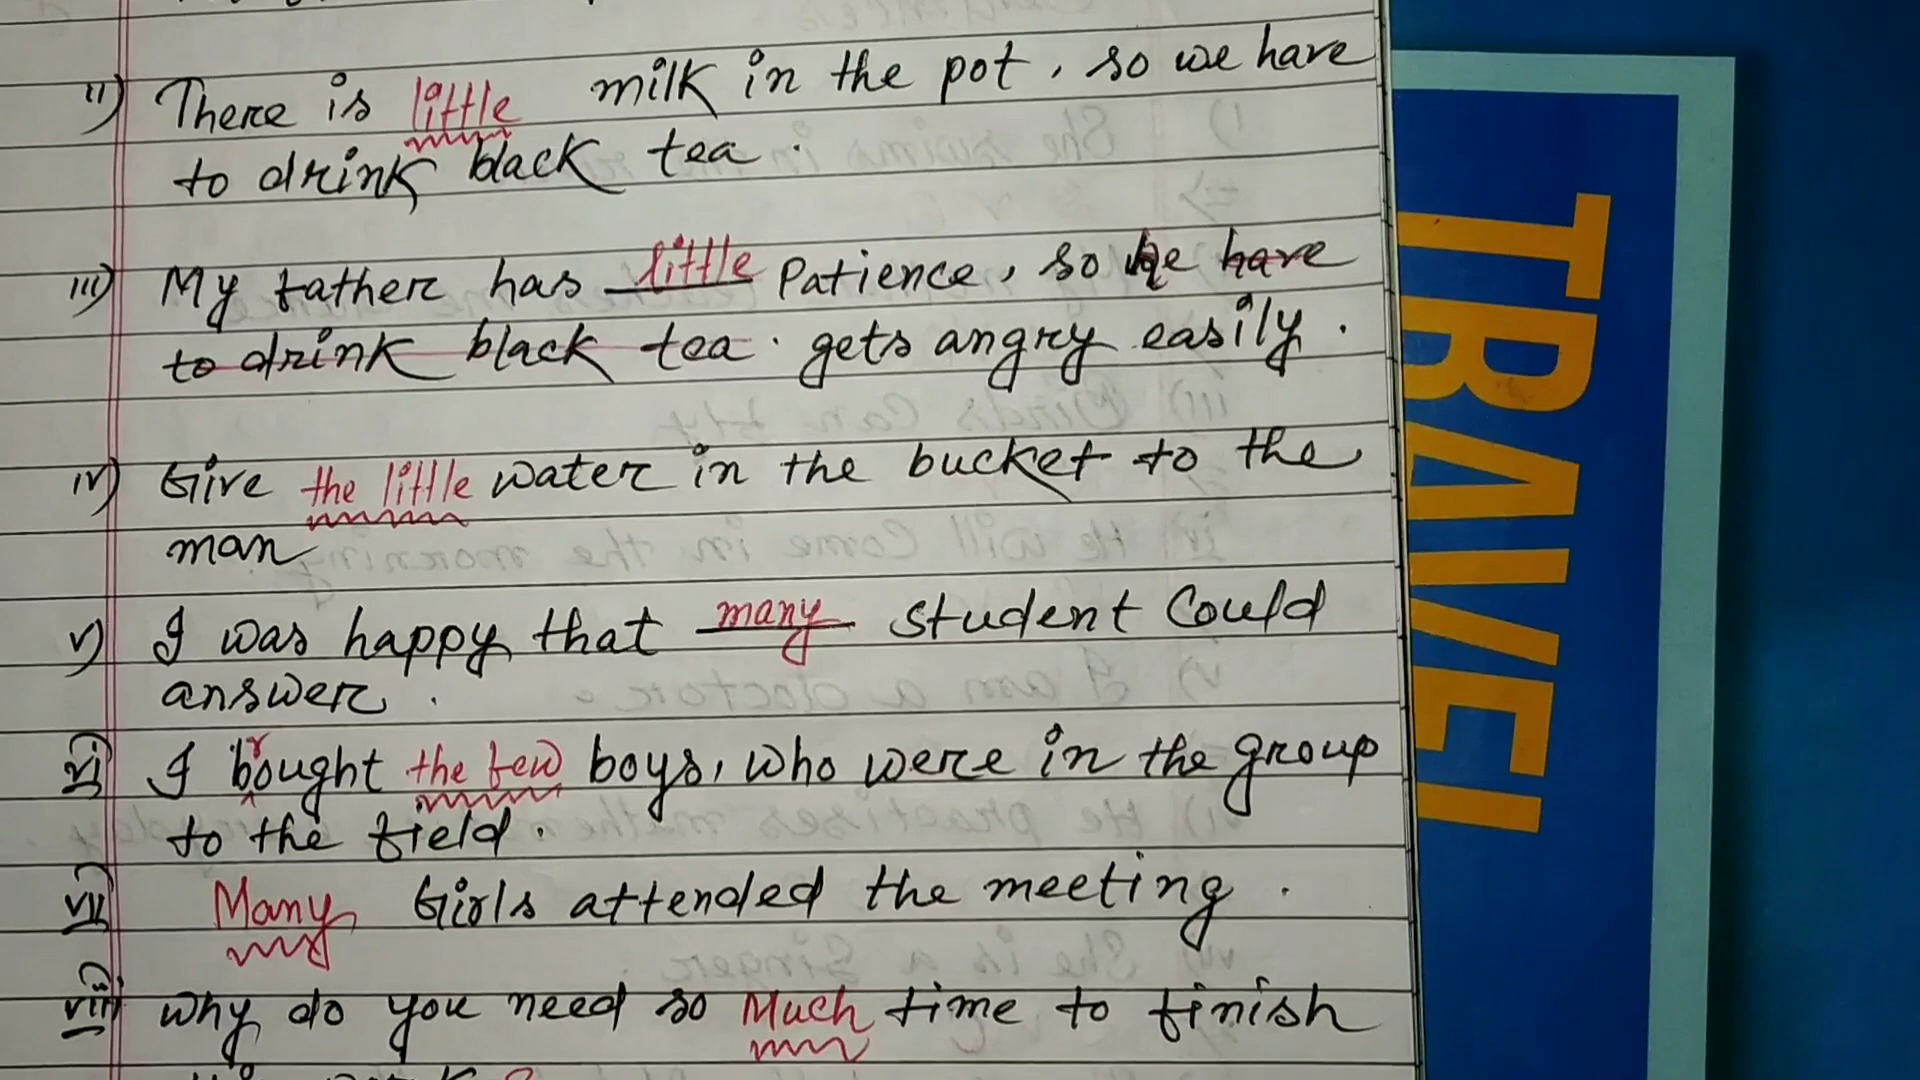 ii) There is little milk in the pot, so we have
to drink black tea.
iii) My father has little Patience, so he have
to drink black tea. gets angry easily.
iv) Give the little water in the bucket to the
man
v) I was happy that many student Could
answer.
vi) I brought the few boys, who were in the group
to the field.
vii) Many Girls attended the meeting.
viii) why do you need so Much time to finish
TRAVEL